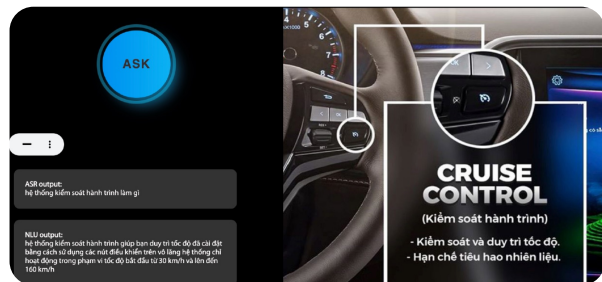 ASK
ASR output:
hệ thống kiểm soát hành trình làm gì
NLU output:
hệ thống kiểm soát hành trình giúp bạn duy trì tốc độ đã cài đặt
bằng cách sử dụng các nút điều khiển trên vô lăng hệ thống chỉ
hoạt động trong phạm vi tốc độ bắt đầu từ 30 km/h và lên đến
160 km/h
CRUISE
CONTROL
(Kiểm soát hành trình)
- Kiểm soát và duy trì tốc độ.
- Hạn chế tiêu hao nhiên liệu.